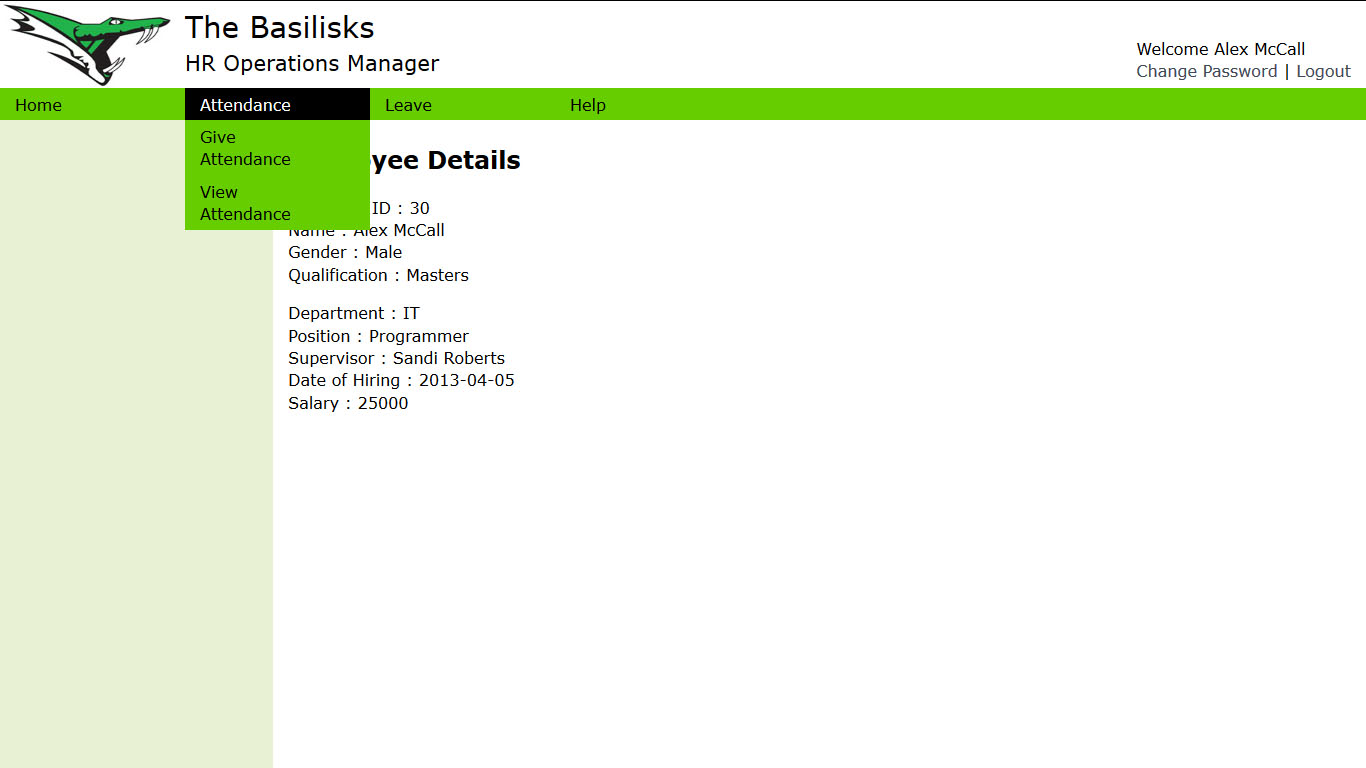 The Basilisks
HR Operations Manager
Welcome Alex McCall
Change Password | Logout
Home Attendance Leave Help
Give
Attendance
View
Attendance
yee Details
ID : 30
Name : Alex McCall
Gender : Male
Qualification : Masters
Department : IT
Position : Programmer
Supervisor : Sandi Roberts
Date of Hiring : 2013-04-05
Salary : 25000